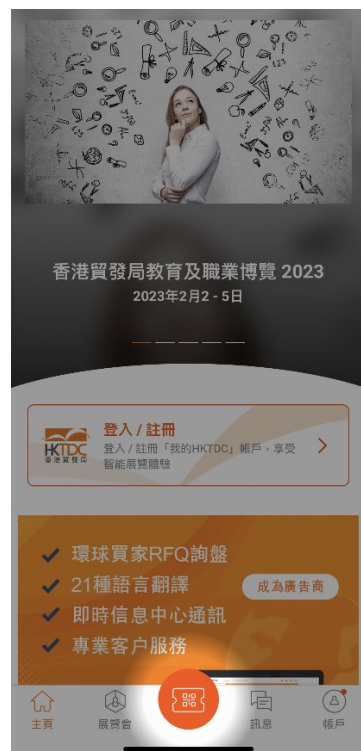 香港貿發局教育及職業博覽 2023
2023年2月2 - 5日
HKTDC
香港貿發局
登入 / 註冊
登入 / 註冊「我的HKTDC」帳戶，享受
智能展覽體驗
環球買家RFQ詢盤
21種語言翻譯
成為廣告商
即時信息中心通訊
專業客户服務
主頁
展覽會
訊息
帳戶